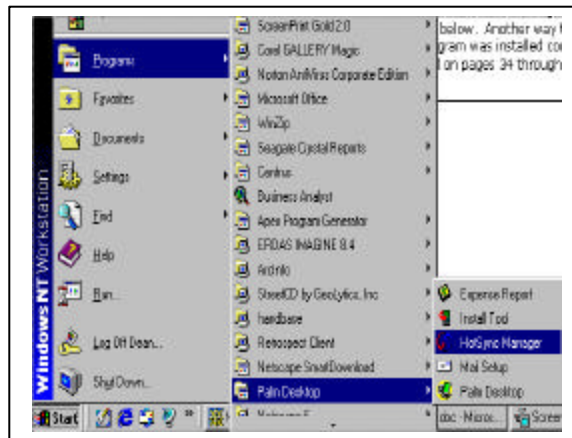 Windows NT Workstation
Programs
Favorites
Documents
Settings
Find
Help
Run...
Log Off Dean...
Shut Down...
Start
ScreenPrint Gold 2.0
Corel GALLERY Magic
Norton AntiVirus Corporate Edition
Microsoft Office
WinZip
Seagate Crystal Reports
Centrus
Business Analyst
Apex Program Generator
ERDAS IMAGINE 8.4
ArcInfo
StreetCD by GeoLytics, Inc
handbase
Retrospect Client
Netscape SmartDownload
Palm Desktop
Expense Report
Install Tool
HotSync Manager
Mail Setup
Palm Desktop
below. Another way
gram was installed
on pages 34 through
.doc - Micros...
Screen